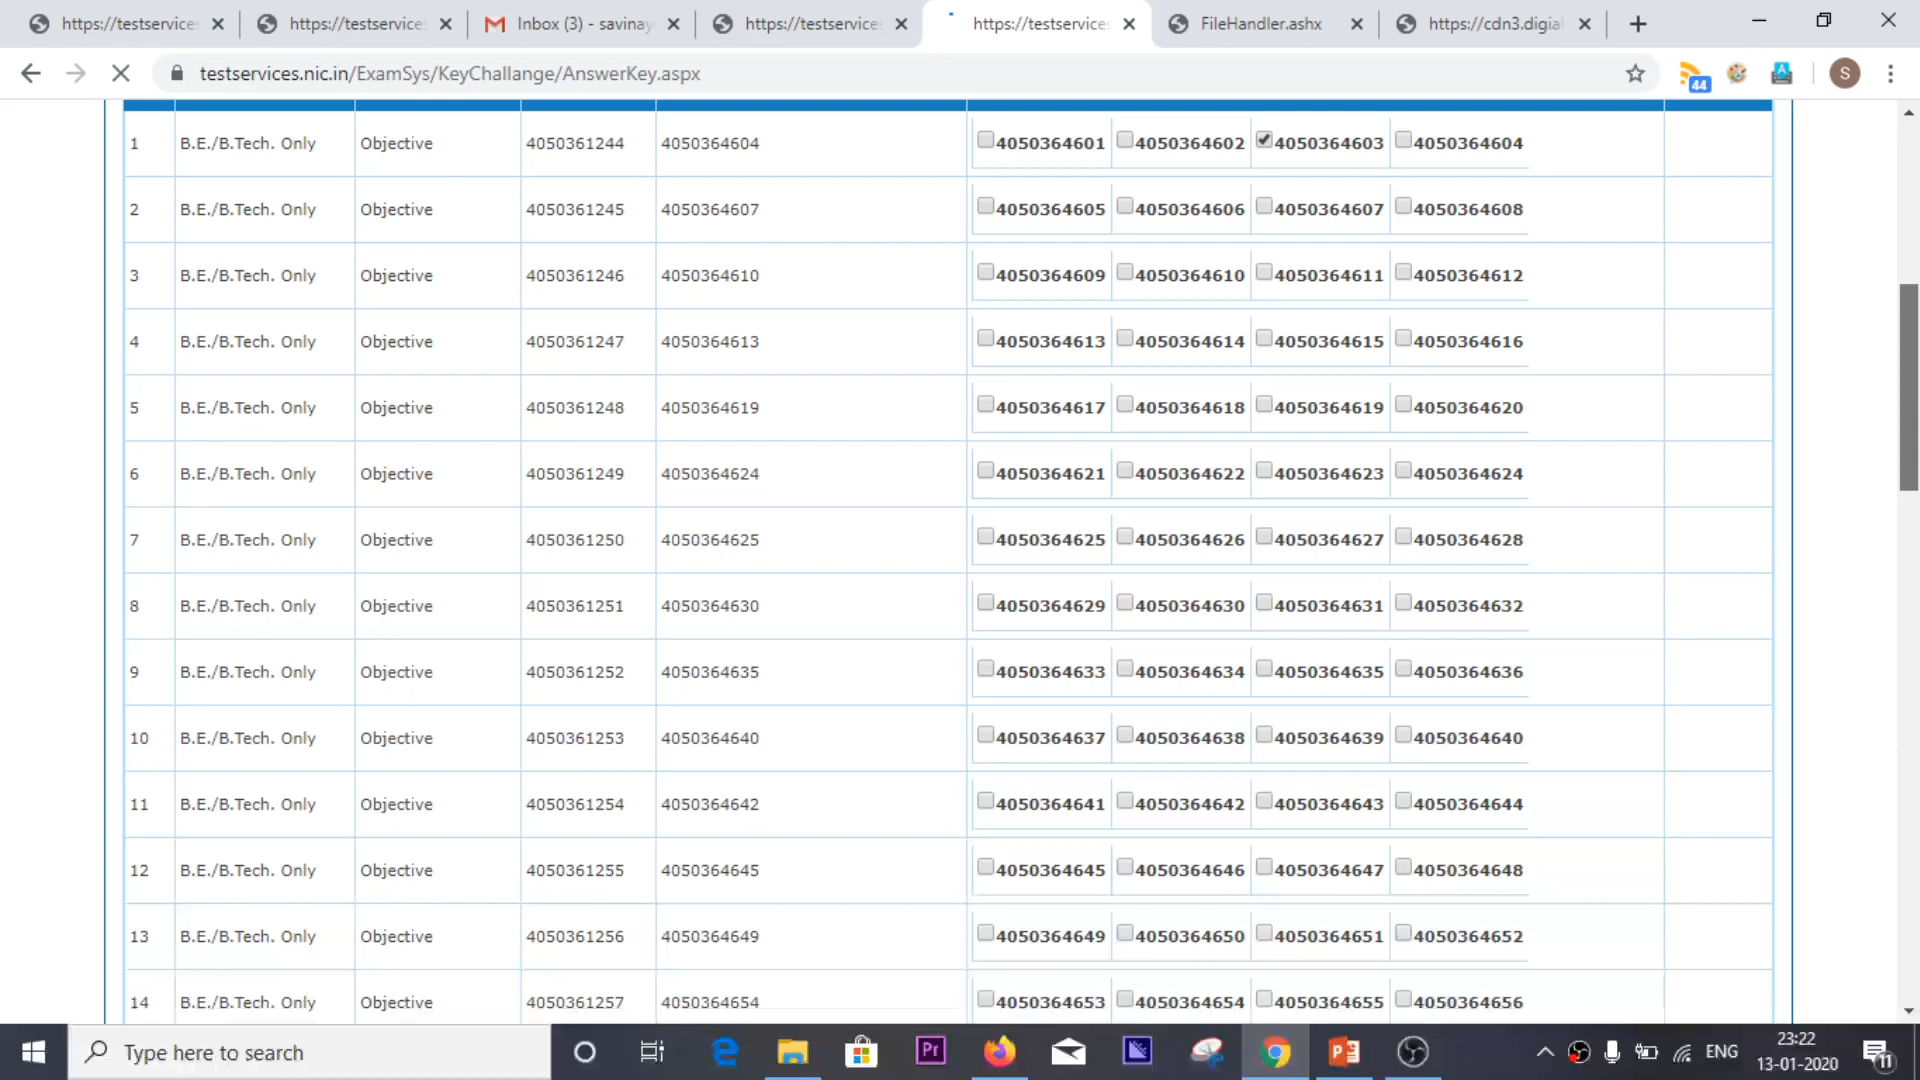 https://testservices
https://testservices
Inbox (3) - savinay
https://testservices
https://testservices
FileHandler.ashx
https://cdn3.digial
testservices.nic.in/ExamSys/KeyChallange/AnswerKey.aspx
44
S
1 B.E./B.Tech. Only Objective 4050361244 4050364604 4050364601 4050364602 4050364603 4050364604
2 B.E./B.Tech. Only Objective 4050361245 4050364607 4050364605 4050364606 4050364607 4050364608
3 B.E./B.Tech. Only Objective 4050361246 4050364610 4050364609 4050364610 4050364611 4050364612
4 B.E./B.Tech. Only Objective 4050361247 4050364613 4050364613 4050364614 4050364615 4050364616
5 B.E./B.Tech. Only Objective 4050361248 4050364619 4050364617 4050364618 4050364619 4050364620
6 B.E./B.Tech. Only Objective 4050361249 4050364624 4050364621 4050364622 4050364623 4050364624
7 B.E./B.Tech. Only Objective 4050361250 4050364625 4050364625 4050364626 4050364627 4050364628
8 B.E./B.Tech. Only Objective 4050361251 4050364630 4050364629 4050364630 4050364631 4050364632
9 B.E./B.Tech. Only Objective 4050361252 4050364635 4050364633 4050364634 4050364635 4050364636
10 B.E./B.Tech. Only Objective 4050361253 4050364640 4050364637 4050364638 4050364639 4050364640
11 B.E./B.Tech. Only Objective 4050361254 4050364642 4050364641 4050364642 4050364643 4050364644
12 B.E./B.Tech. Only Objective 4050361255 4050364645 4050364645 4050364646 4050364647 4050364648
13 B.E./B.Tech. Only Objective 4050361256 4050364649 4050364649 4050364650 4050364651 4050364652
14 B.E./B.Tech. Only Objective 4050361257 4050364654 4050364653 4050364654 4050364655 4050364656
Type here to search
Pr
ENG
23:22
13-01-2020
11